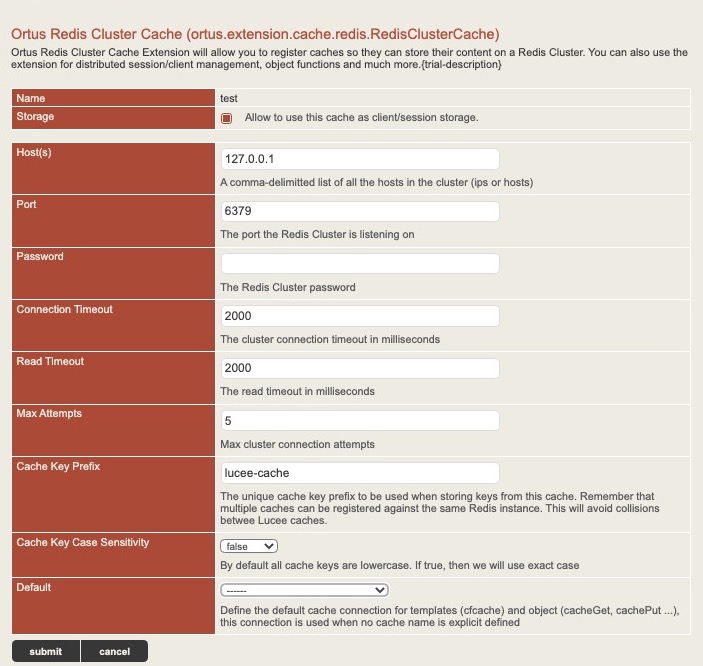 Ortus Redis Cluster Cache (ortus.extension.cache.redis.RedisClusterCache)
Ortus Redis Cluster Cache Extension will allow you to register caches so they can store their content on a Redis Cluster. You can also use the
extension for distributed session/client management, object functions and much more.{trial-description}
Name test
Storage Allow to use this cache as client/session storage.
Host(s) 127.0.0.1
A comma-delimitted list of all the hosts in the cluster (ips or hosts)
Port 6379
The port the Redis Cluster is listening on
Password
The Redis Cluster password
Connection Timeout 2000
The cluster connection timeout in milliseconds
Read Timeout 2000
The read timeout in milliseconds
Max Attempts 5
Max cluster connection attempts
Cache Key Prefix lucee-cache
The unique cache key prefix to be used when storing keys from this cache. Remember that
multiple caches can be registered against the same Redis instance. This will avoid collisions
betwee Lucee caches.
Cache Key Case Sensitivity false
By default all cache keys are lowercase. If true, then we will use exact case
Default ------
Define the default cache connection for templates (cfcache) and object (cacheGet, cachePut ...),
this connection is used when no cache name is explicit defined
submit cancel